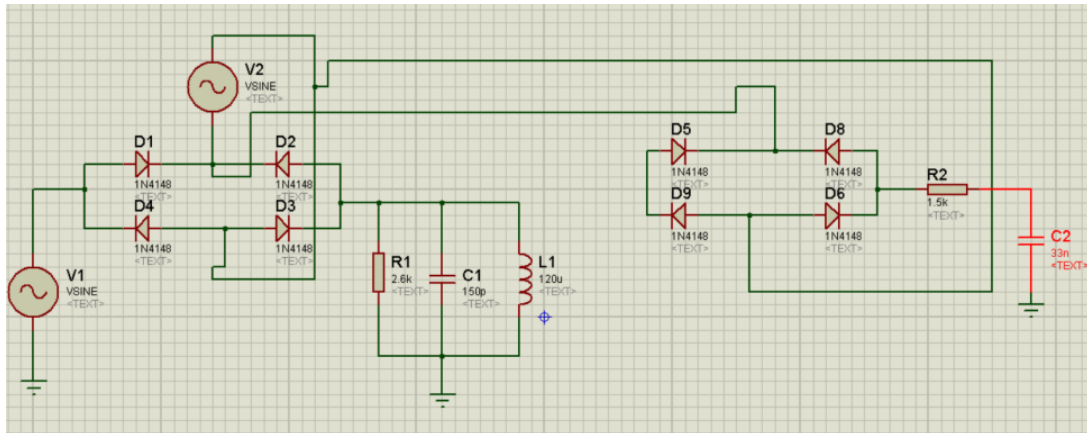 V2
VSINE
<TEXT>
D1
1N4148
<TEXT>
D2
1N4148
<TEXT>
D4
1N4148
<TEXT>
D3
1N4148
<TEXT>
V1
VSINE
<TEXT>
R1
2.6k
<TEXT>
C1
150p
<TEXT>
L1
120u
<TEXT>
D5
1N4148
<TEXT>
D8
1N4148
<TEXT>
D9
1N4148
<TEXT>
D6
1N4148
<TEXT>
R2
1.5k
<TEXT>
C2
33n
<TEXT>